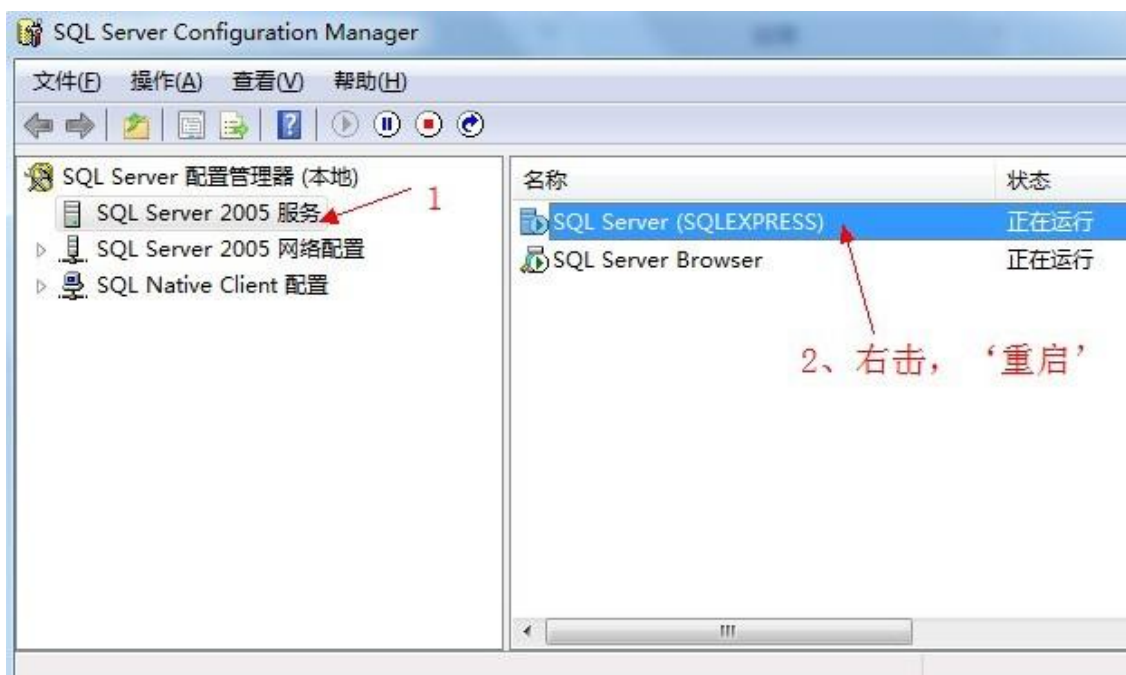 SQL Server Configuration Manager
文件(F) 操作(A) 查看(V) 帮助(H)
SQL Server 配置管理器 (本地)
SQL Server 2005 服务
SQL Server 2005 网络配置
SQL Native Client 配置
1
名称 状态
SQL Server (SQLEXPRESS) 正在运行
SQL Server Browser 正在运行
2、右击，‘重启’